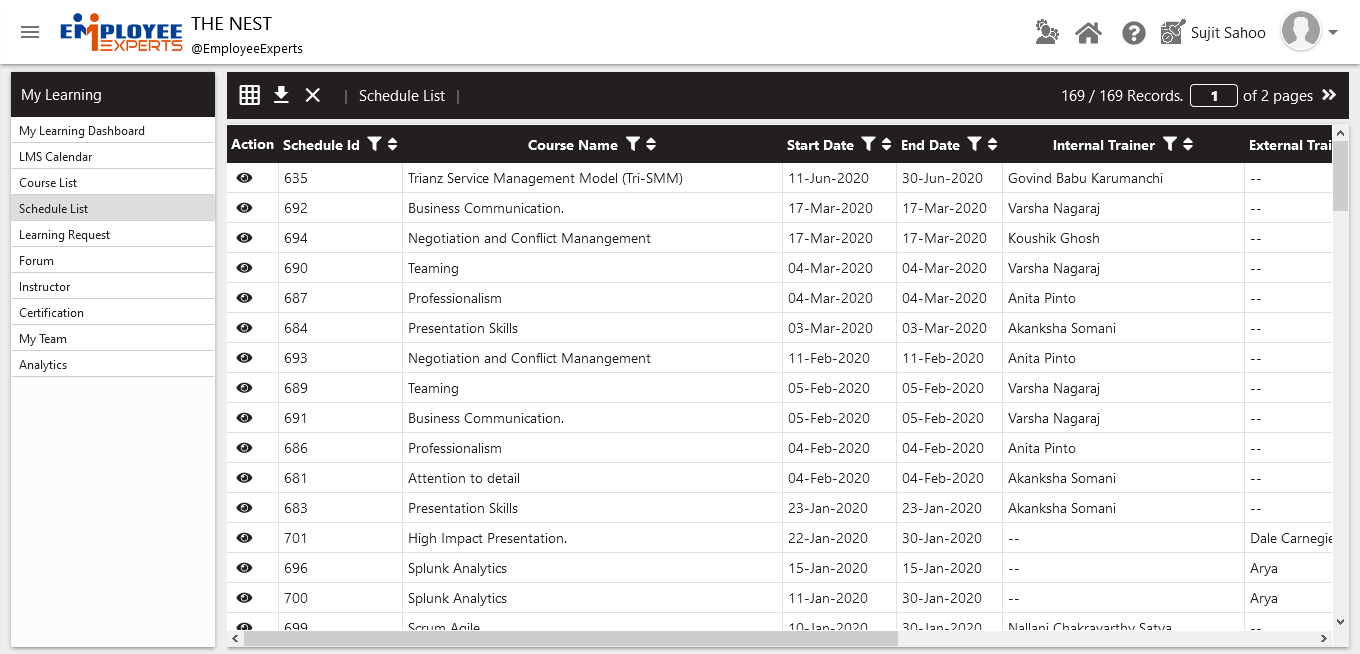 EMPLOYEE EXPERTS
THE NEST
@EmployeeExperts
Sujit Sahoo
My Learning
My Learning Dashboard
LMS Calendar
Course List
Schedule List
Learning Request
Forum
Instructor
Certification
My Team
Analytics
| Schedule List |
169 / 169 Records. 1 of 2 pages
Action Schedule Id Course Name Start Date End Date Internal Trainer External Trai
635 Trianz Service Management Model (Tri-SMM) 11-Jun-2020 30-Jun-2020 Govind Babu Karumanchi --
692 Business Communication. 17-Mar-2020 17-Mar-2020 Varsha Nagaraj --
694 Negotiation and Conflict Manangement 17-Mar-2020 17-Mar-2020 Koushik Ghosh --
690 Teaming 04-Mar-2020 04-Mar-2020 Varsha Nagaraj --
687 Professionalism 04-Mar-2020 04-Mar-2020 Anita Pinto --
684 Presentation Skills 03-Mar-2020 03-Mar-2020 Akanksha Somani --
693 Negotiation and Conflict Manangement 11-Feb-2020 11-Feb-2020 Anita Pinto --
689 Teaming 05-Feb-2020 05-Feb-2020 Varsha Nagaraj --
691 Business Communication. 05-Feb-2020 05-Feb-2020 Varsha Nagaraj --
686 Professionalism 04-Feb-2020 04-Feb-2020 Anita Pinto --
681 Attention to detail 04-Feb-2020 04-Feb-2020 Akanksha Somani --
683 Presentation Skills 23-Jan-2020 23-Jan-2020 Akanksha Somani --
701 High Impact Presentation. 22-Jan-2020 30-Jan-2020 -- Dale Carnegie
696 Splunk Analytics 15-Jan-2020 15-Jan-2020 -- Arya
700 Splunk Analytics 11-Jan-2020 30-Jan-2020 -- Arya
699 Scrum Agile 10-Jan-2020 30-Jan-2020 Nallani Chakravarthy Satya --